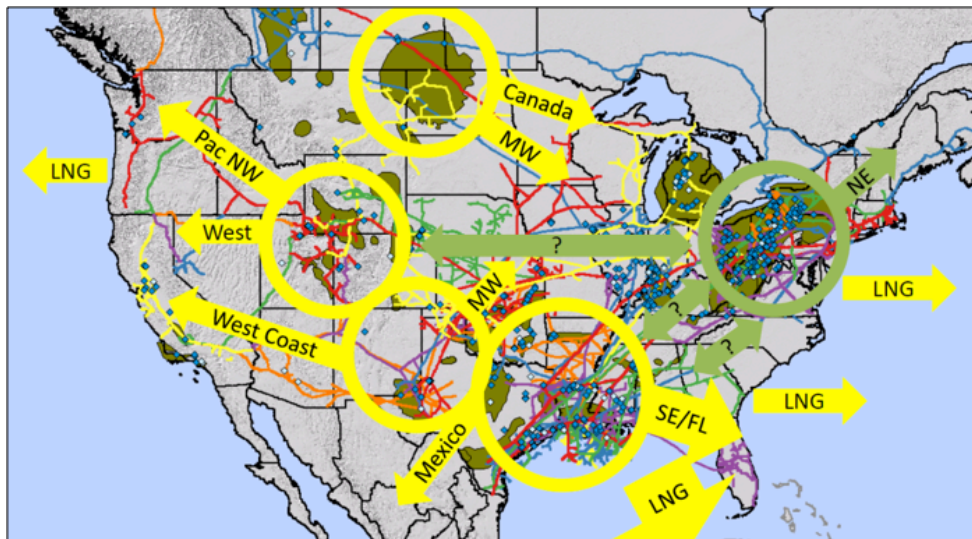 Canada
MW
NE
Pac NW
LNG
West
?
MW
LNG
?
West Coast
?
LNG
SE/FL
Mexico
LNG